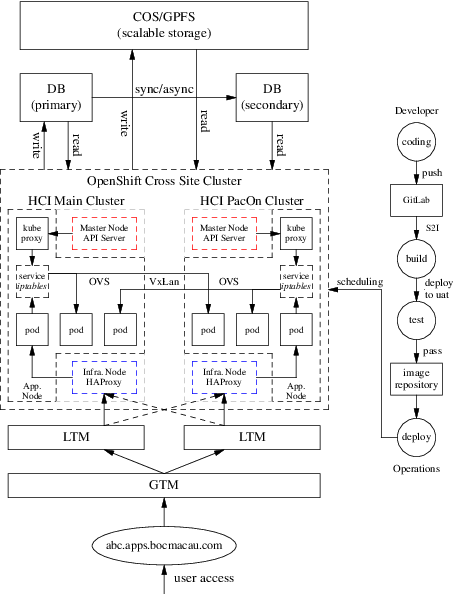 COS/GPFS
(scalable storage)
DB
(primary)
sync/async
DB
(secondary)
write
read
write
read
read
OpenShift Cross Site Cluster
HCI Main Cluster
HCI PacOn Cluster
kube
proxy
Master Node
API Server
Master Node
API Server
kube
proxy
service
(iptables)
OVS
VxLan
OVS
service
(iptables)
pod
pod
pod
pod
pod
pod
App.
Node
Infra. Node
HAProxy
Infra. Node
HAProxy
App.
Node
LTM
LTM
GTM
abc.apps.bocmacau.com
user access
Developer
coding
push
GitLab
S2I
build
deploy
to uat
scheduling
test
pass
image
repository
deploy
Operations